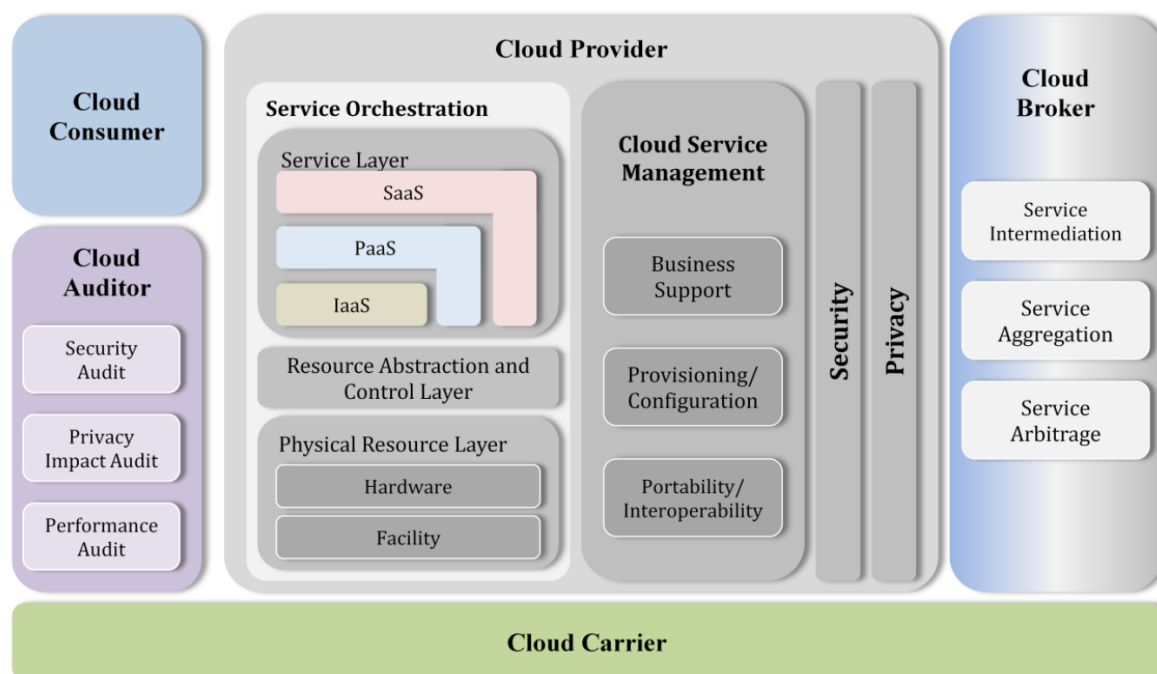 Cloud
Consumer
Cloud
Auditor
Security
Audit
Privacy
Impact Audit
Performance
Audit
Cloud Provider
Service Orchestration
Service Layer
SaaS
PaaS
IaaS
Resource Abstraction and
Control Layer
Physical Resource Layer
Hardware
Facility
Cloud Service
Management
Business
Support
Provisioning/
Configuration
Portability/
Interoperability
Security
Privacy
Cloud
Broker
Service
Intermediation
Service
Aggregation
Service
Arbitrage
Cloud Carrier